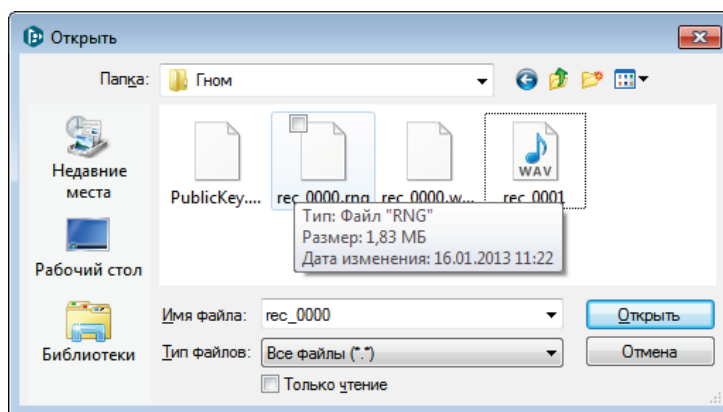 Открыть
Папка: Гном
Недавние места
Рабочий стол
Библиотеки
PublicKey.... rec_0000.rng rec_0000.w... rec_0001
WAV
Тип: Файл "RNG"
Размер: 1,83 МБ
Дата изменения: 16.01.2013 11:22
Имя файла: rec_0000 Открыть
Тип файлов: Все файлы (*.*) Отмена
Только чтение